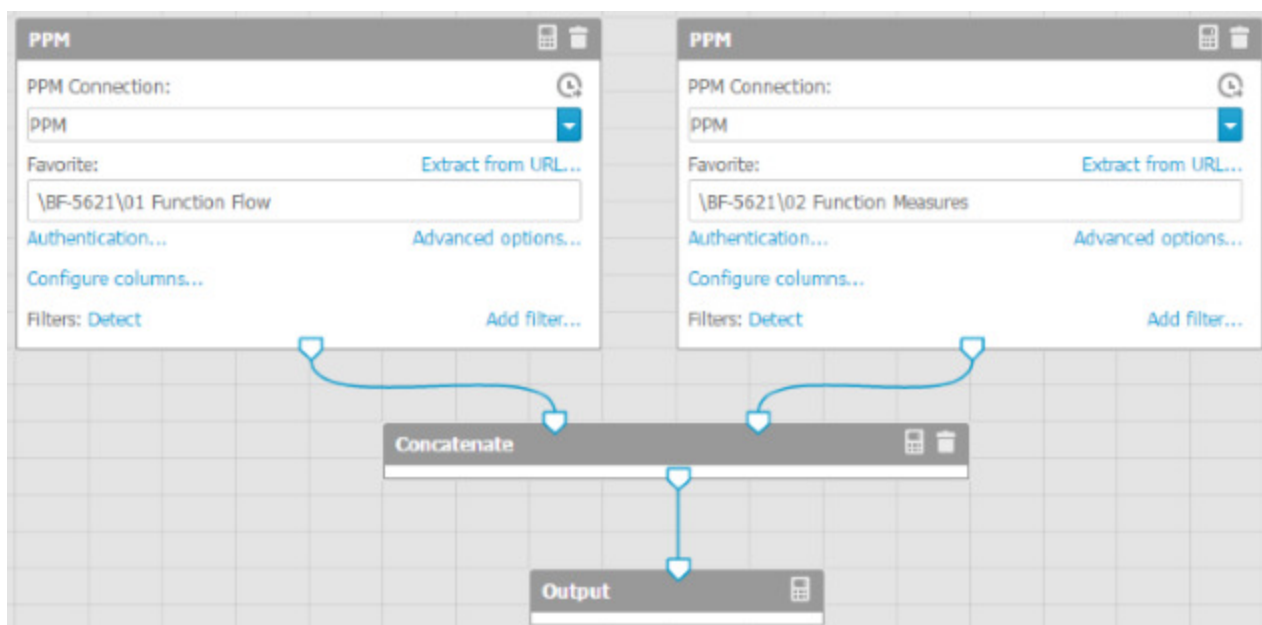 PPM
PPM Connection:
PPM
Favorite: Extract from URL...
\BF-5621\01 Function Flow
Authentication... Advanced options...
Configure columns...
Filters: Detect Add filter...
PPM
PPM Connection:
PPM
Favorite: Extract from URL...
\BF-5621\02 Function Measures
Authentication... Advanced options...
Configure columns...
Filters: Detect Add filter...
Concatenate
Output